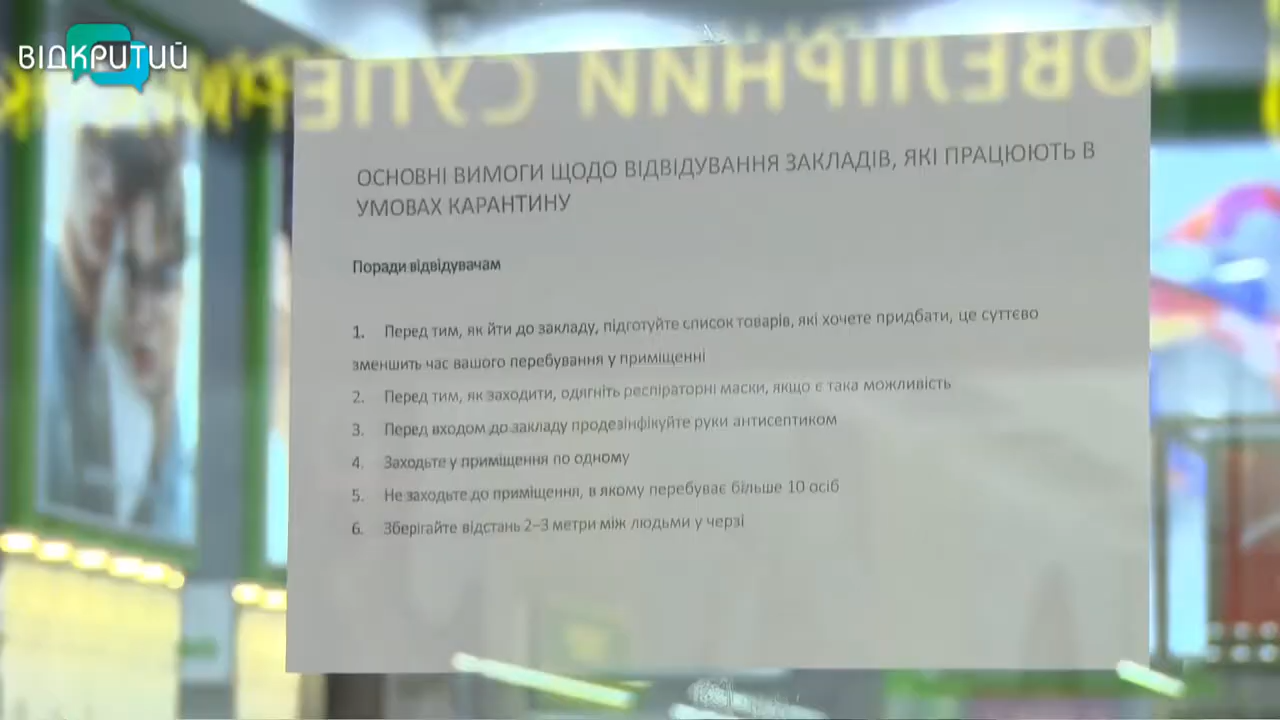 ВІДКРИТИЙ
ЮВЕЛІРНИЙ СУПЕРМАРКЕТ
ОСНОВНІ ВИМОГИ ЩОДО ВІДВІДУВАННЯ ЗАКЛАДІВ, ЯКІ ПРАЦЮЮТЬ В
УМОВАХ КАРАНТИНУ
Поради відвідувачам
1. Перед тим, як йти до закладу, підготуйте список товарів, які хочете придбати, це суттєво
зменшить час вашого перебування у приміщенні
2. Перед тим, як заходити, одягніть респіраторні маски, якщо є така можливість
3. Перед входом до закладу продезінфікуйте руки антисептиком
4. Заходьте у приміщення по одному
5. Не заходьте до приміщення, в якому перебуває більше 10 осіб
6. Зберігайте відстань 2–3 метри між людьми у черзі